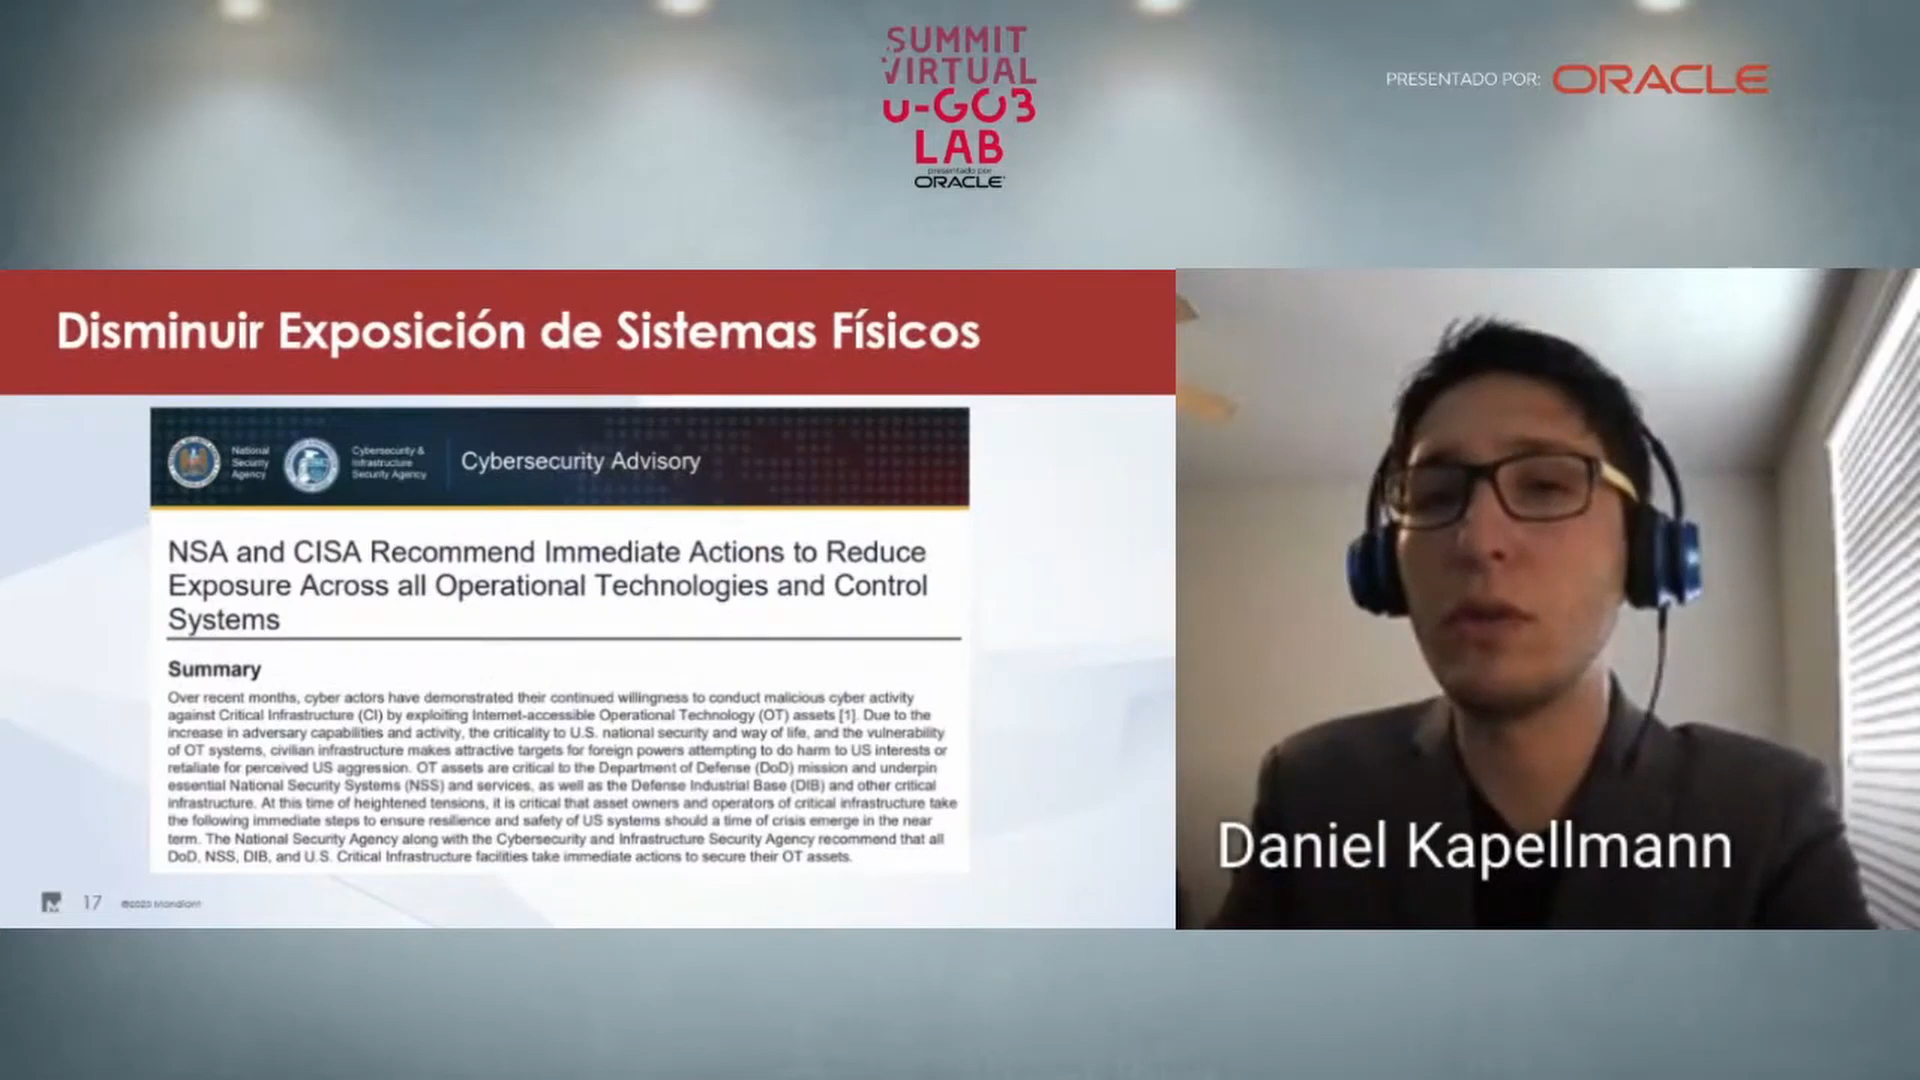 SUMMIT
VIRTUAL
u-GOB
LAB
presentado por
ORACLE
PRESENTADO POR: ORACLE
Disminuir Exposición de Sistemas Físicos
National
Security
Agency
Cybersecurity &
Infrastructure
Security Agency
Cybersecurity Advisory
NSA and CISA Recommend Immediate Actions to Reduce
Exposure Across all Operational Technologies and Control
Systems
Summary
Over recent months, cyber actors have demonstrated their continued willingness to conduct malicious cyber activity
against Critical Infrastructure (CI) by exploiting Internet-accessible Operational Technology (OT) assets [1]. Due to the
increase in adversary capabilities and activity, the criticality to U.S. national security and way of life, and the vulnerability
of OT systems, civilian infrastructure makes attractive targets for foreign powers attempting to do harm to US interests or
retaliate for perceived US aggression. OT assets are critical to the Department of Defense (DoD) mission and underpin
essential National Security Systems (NSS) and services, as well as the Defense Industrial Base (DIB) and other critical
infrastructure. At this time of heightened tensions, it is critical that asset owners and operators of critical infrastructure take
the following immediate steps to ensure resilience and safety of US systems should a time of crisis emerge in the near
term. The National Security Agency along with the Cybersecurity and Infrastructure Security Agency recommend that all
DoD, NSS, DIB, and U.S. Critical Infrastructure facilities take immediate actions to secure their OT assets.
17 ©2020 Mandiant
Daniel Kapellmann